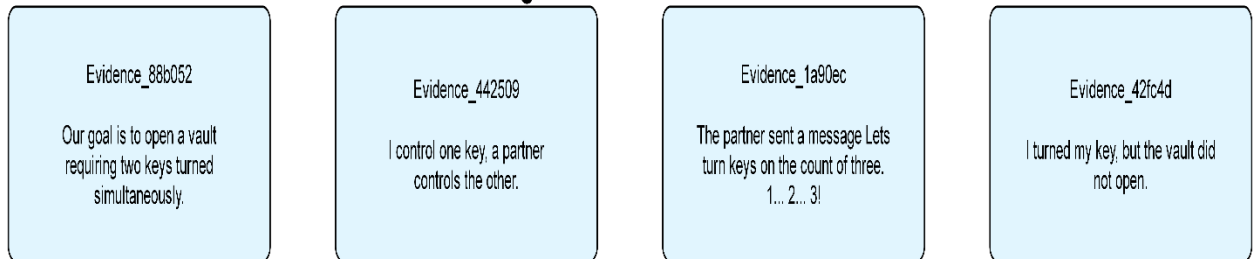 Evidence_88b052
Our goal is to open a vault
requiring two keys turned
simultaneously.
Evidence_442509
I control one key, a partner
controls the other.
Evidence_1a90ec
The partner sent a message Lets
turn keys on the count of three.
1... 2... 3!
Evidence_42fc4d
I turned my key, but the vault did
not open.